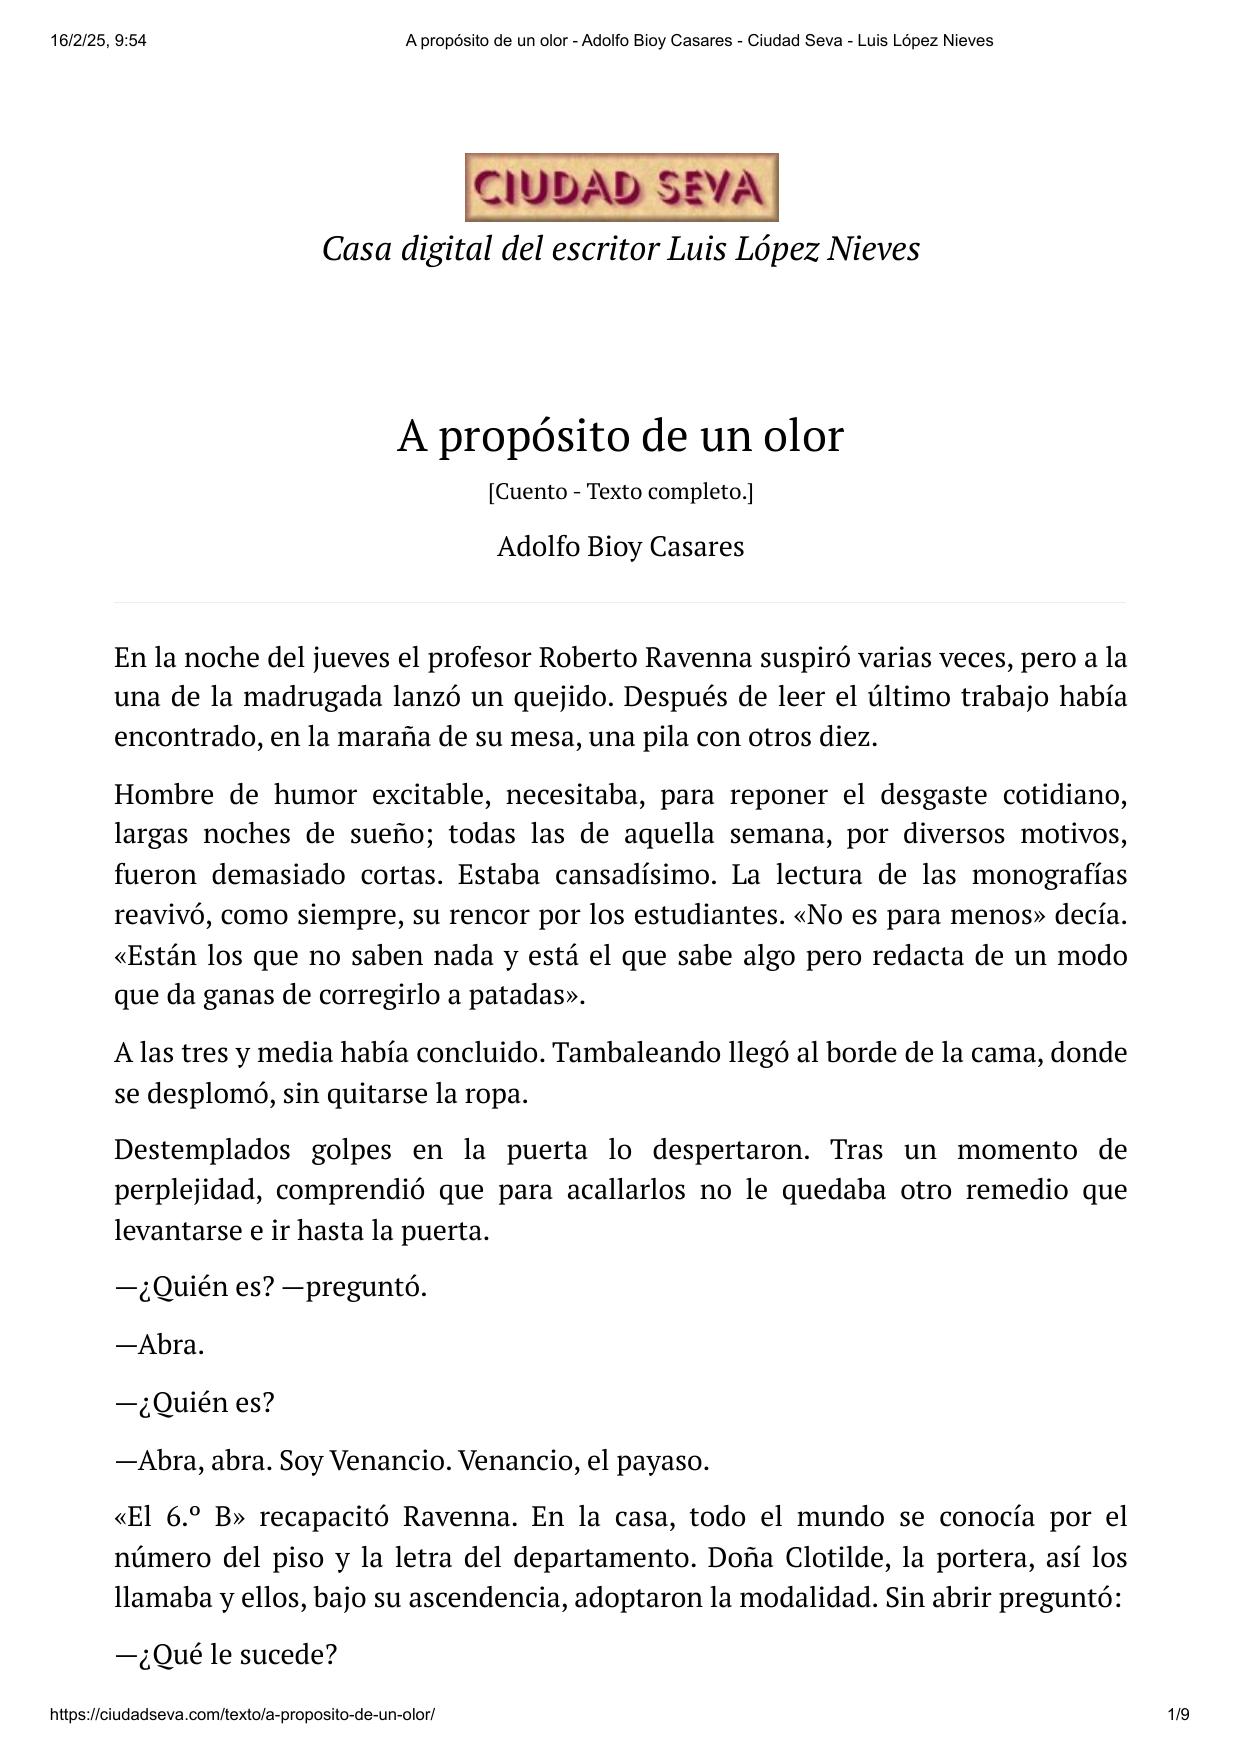 16/2/25, 9:54
A propósito de un olor - Adolfo Bioy Casares - Ciudad Seva - Luis López Nieves
CIUDAD SEVA
Casa digital del escritor Luis López Nieves
A propósito de un olor
[Cuento - Texto completo.]
Adolfo Bioy Casares
En la noche del jueves el profesor Roberto Ravenna suspiró varias veces, pero a la
una de la madrugada lanzó un quejido. Después de leer el último trabajo había
encontrado, en la maraña de su mesa, una pila con otros diez.
Hombre de humor excitable, necesitaba, para reponer el desgaste cotidiano,
largas noches de sueño; todas las de aquella semana, por diversos motivos,
fueron demasiado cortas. Estaba cansadísimo. La lectura de las monografías
reavivó, como siempre, su rencor por los estudiantes. «No es para menos» decía.
«Están los que no saben nada y está el que sabe algo pero redacta de un modo
que da ganas de corregirlo a patadas».
A las tres y media había concluido. Tambaleando llegó al borde de la cama, donde
se desplomó, sin quitarse la ropa.
Destemplados golpes en la puerta lo despertaron. Tras un momento de
perplejidad, comprendió que para acallarlos no le quedaba otro remedio que
levantarse e ir hasta la puerta.
—¿Quién es? —preguntó.
—Abra.
—¿Quién es?
—Abra, abra. Soy Venancio. Venancio, el payaso.
«El 6.º B» recapacitó Ravenna. En la casa, todo el mundo se conocía por el
número del piso y la letra del departamento. Doña Clotilde, la portera, así los
llamaba y ellos, bajo su ascendencia, adoptaron la modalidad. Sin abrir preguntó:
—¿Qué le sucede?
https://ciudadseva.com/texto/a-proposito-de-un-olor/
1/9